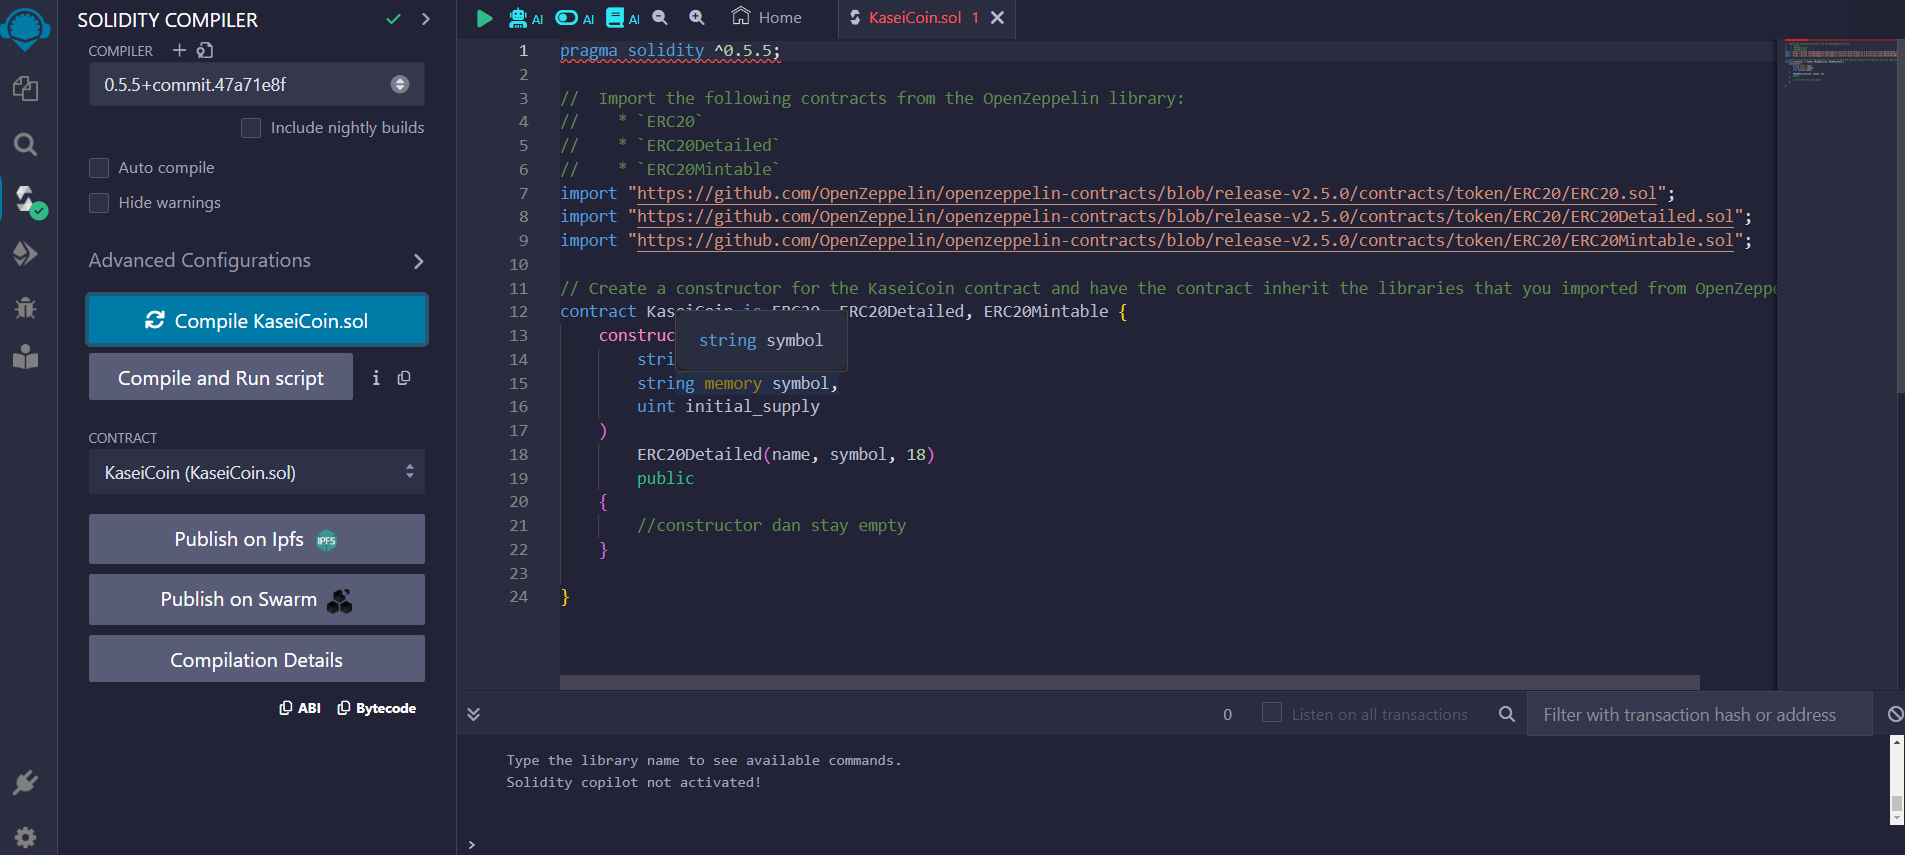 SOLIDITY COMPILER
COMPILER
0.5.5+commit.47a71e8f
Include nightly builds
Auto compile
Hide warnings
Advanced Configurations
Compile KaseiCoin.sol
Compile and Run script
i
CONTRACT
KaseiCoin (KaseiCoin.sol)
Publish on Ipfs
IPFS
Publish on Swarm
Compilation Details
ABI Bytecode
AI AI AI Home KaseiCoin.sol 1
1 pragma solidity ^0.5.5;
2
3 //  Import the following contracts from the OpenZeppelin library:
4 //    * `ERC20`
5 //    * `ERC20Detailed`
6 //    * `ERC20Mintable`
7 import "https://github.com/OpenZeppelin/openzeppelin-contracts/blob/release-v2.5.0/contracts/token/ERC20/ERC20.sol";
8 import "https://github.com/OpenZeppelin/openzeppelin-contracts/blob/release-v2.5.0/contracts/token/ERC20/ERC20Detailed.sol";
9 import "https://github.com/OpenZeppelin/openzeppelin-contracts/blob/release-v2.5.0/contracts/token/ERC20/ERC20Mintable.sol";
10
11 // Create a constructor for the KaseiCoin contract and have the contract inherit the libraries that you imported from OpenZeppe
12 contract KaseiCoin is ERC20, ERC20Detailed, ERC20Mintable {
13 construc
string symbol
14 stri
15 string memory symbol,
16 uint initial_supply
17 )
18 ERC20Detailed(name, symbol, 18)
19 public
20 {
21 //constructor dan stay empty
22 }
23
24 }
0 Listen on all transactions Filter with transaction hash or address
Type the library name to see available commands.
Solidity copilot not activated!
>